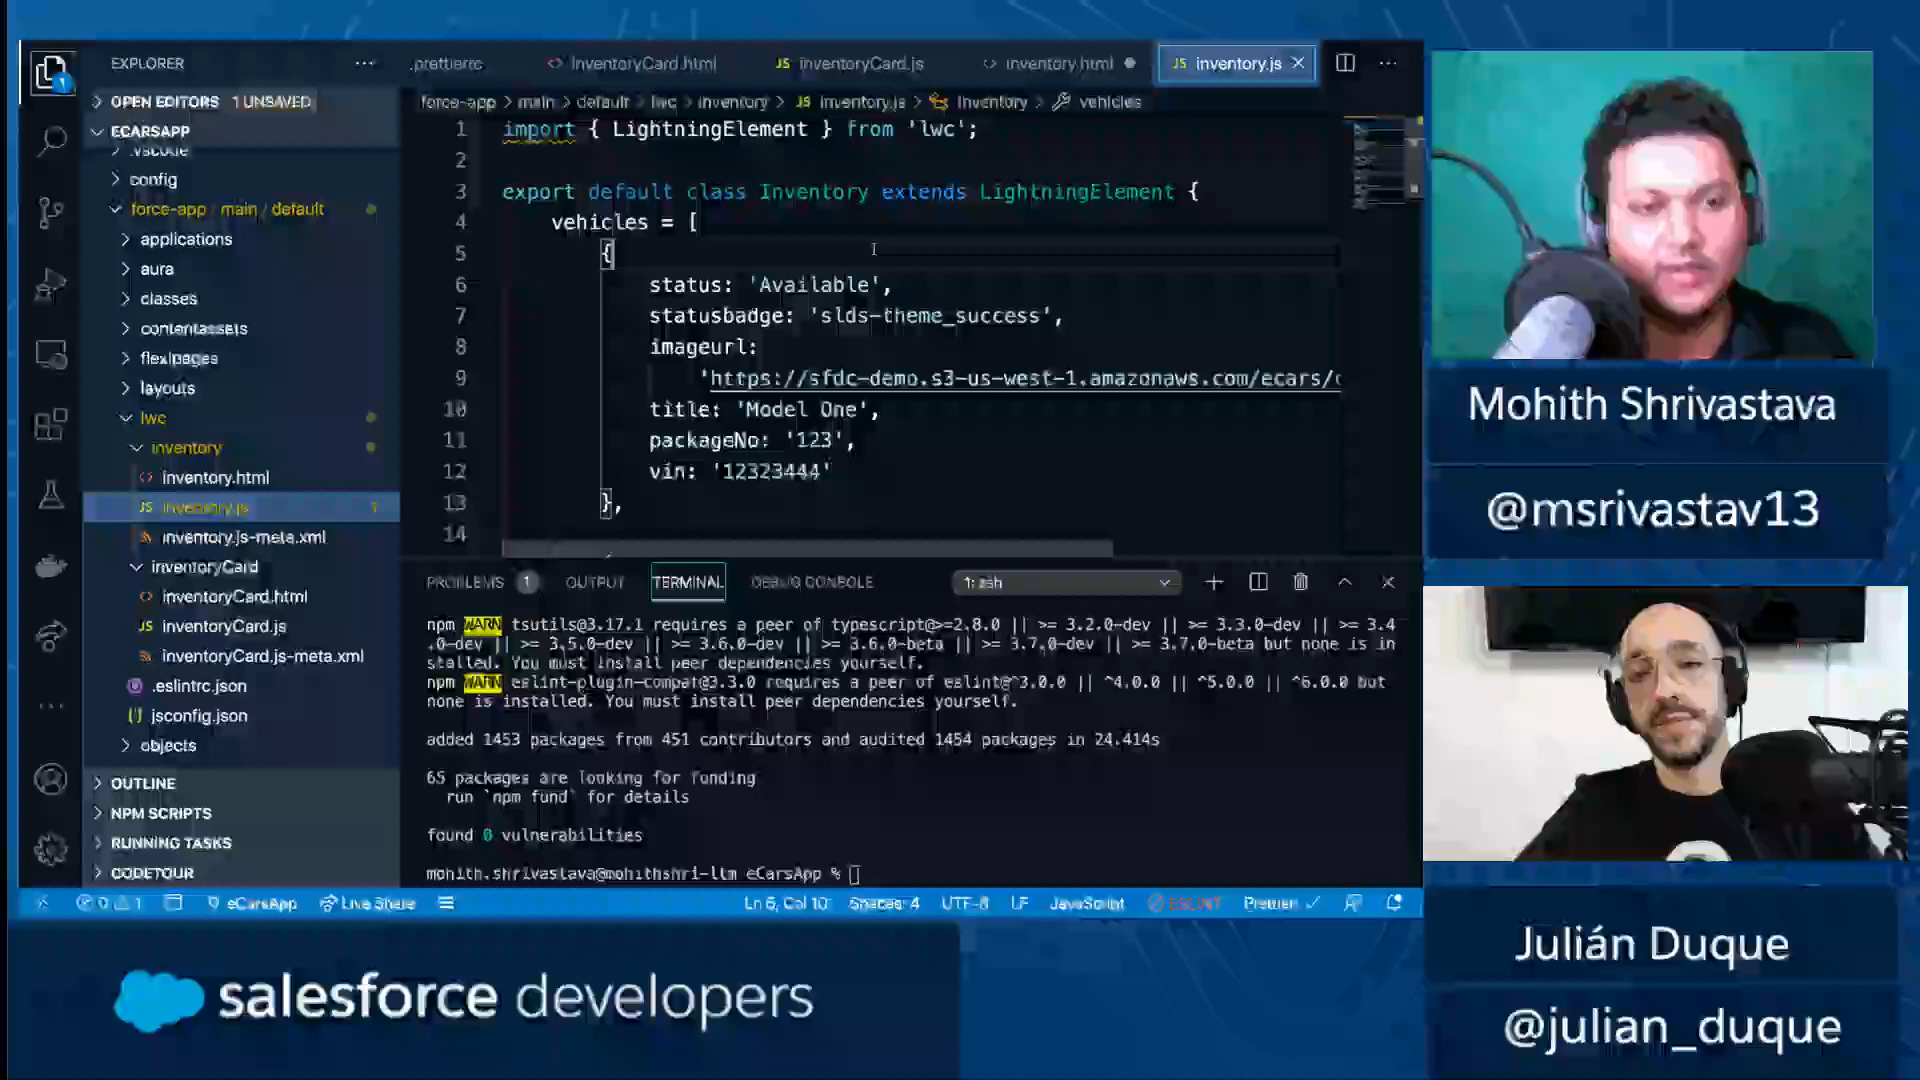 EXPLORER
OPEN EDITORS 1 UNSAVED
ECARSAPP
.vscode
config
force-app / main / default
applications
aura
classes
contentassets
flexipages
layouts
lwc
inventory
inventory.html
inventory.js 1
inventory.js-meta.xml
inventoryCard
inventoryCard.html
inventoryCard.js
inventoryCard.js-meta.xml
.eslintrc.json
jsconfig.json
objects
OUTLINE
NPM SCRIPTS
RUNNING TASKS
CODETOUR
.prettierrc inventoryCard.html JS inventoryCard.js inventory.html JS inventory.js
force-app > main > default > lwc > inventory > JS inventory.js > Inventory > vehicles
1 import { LightningElement } from 'lwc';
2
3 export default class Inventory extends LightningElement {
4 vehicles = [
5 {
6 status: 'Available',
7 statusbadge: 'slds-theme_success',
8 imageurl:
9 'https://sfdc-demo.s3-us-west-1.amazonaws.com/ecars/
10 title: 'Model One',
11 packageNo: '123',
12 vin: '12323444'
13 },
14
PROBLEMS 1 OUTPUT TERMINAL DEBUG CONSOLE 1: zsh
npm WARN tsutils@3.17.1 requires a peer of typescript@>=2.8.0 || >= 3.2.0-dev || >= 3.3.0-dev || >= 3.4
.0-dev || >= 3.5.0-dev || >= 3.6.0-dev || >= 3.6.0-beta || >= 3.7.0-dev || >= 3.7.0-beta but none is in
stalled. You must install peer dependencies yourself.
npm WARN eslint-plugin-compat@3.3.0 requires a peer of eslint@^3.0.0 || ^4.0.0 || ^5.0.0 || ^6.0.0 but
none is installed. You must install peer dependencies yourself.
added 1453 packages from 451 contributors and audited 1454 packages in 24.414s
65 packages are looking for funding
run `npm fund` for details
found 0 vulnerabilities
mohith.shrivastava@mohithshri-ltm eCarsApp %
0 1 eCarsApp Live Share Ln 6, Col 10 Spaces: 4 UTF-8 LF JavaScript ESLINT Prettier
Mohith Shrivastava
@msrivastav13
Julián Duque
@julian_duque
salesforce developers